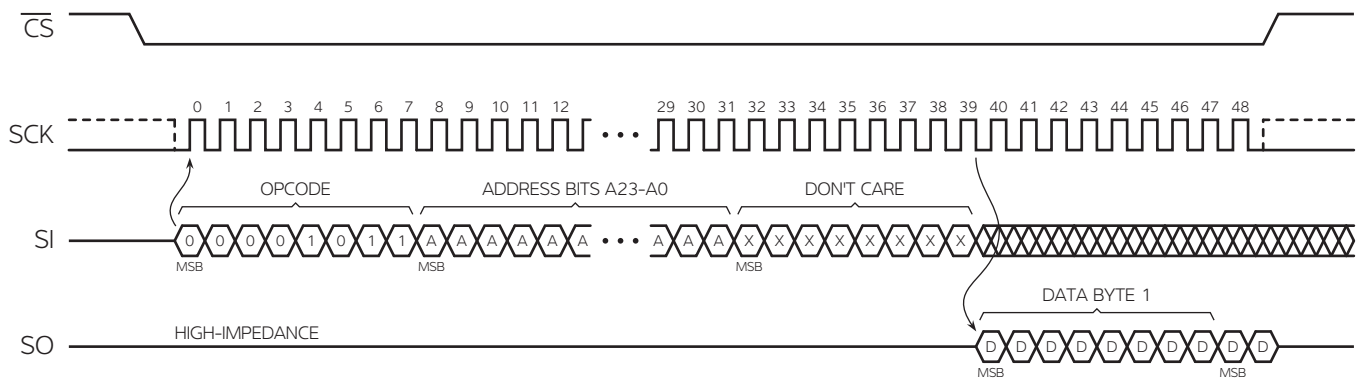 CS
0 1 2 3 4 5 6 7 8 9 10 11 12 29 30 31 32 33 34 35 36 37 38 39 40 41 42 43 44 45 46 47 48
SCK
OPCODE ADDRESS BITS A23-A0 DON'T CARE
SI 0 0 0 0 1 0 1 1 A A A A A A A A A X X X X X X X X
MSB MSB MSB
DATA BYTE 1
HIGH-IMPEDANCE
SO D D D D D D D D D D
MSB MSB